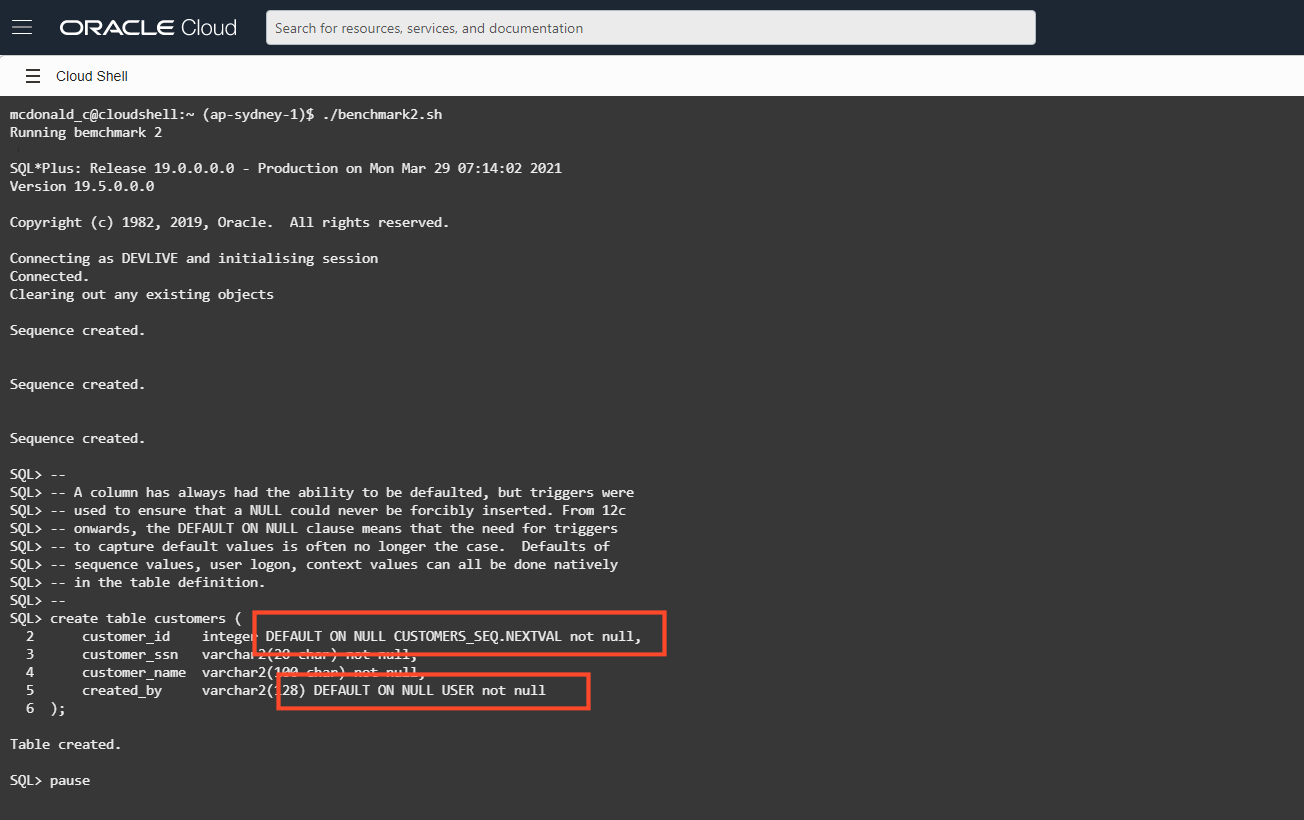 ORACLE Cloud
Search for resources, services, and documentation
Cloud Shell
mcdonald_c@cloudshell:~ (ap-sydney-1)$ ./benchmark2.sh
Running bemchmark 2
SQL*Plus: Release 19.0.0.0.0 - Production on Mon Mar 29 07:14:02 2021
Version 19.5.0.0.0
Copyright (c) 1982, 2019, Oracle.  All rights reserved.
Connecting as DEVLIVE and initialising session
Connected.
Clearing out any existing objects
Sequence created.
Sequence created.
Sequence created.
SQL> --
SQL> -- A column has always had the ability to be defaulted, but triggers were
SQL> -- used to ensure that a NULL could never be forcibly inserted. From 12c
SQL> -- onwards, the DEFAULT ON NULL clause means that the need for triggers
SQL> -- to capture default values is often no longer the case.  Defaults of
SQL> -- sequence values, user logon, context values can all be done natively
SQL> -- in the table definition.
SQL> --
SQL> create table customers (
  2      customer_id    integer DEFAULT ON NULL CUSTOMERS_SEQ.NEXTVAL not null,
  3      customer_ssn   varchar2(20 char) not null,
  4      customer_name  varchar2(100 char) not null,
  5      created_by     varchar2(128) DEFAULT ON NULL USER not null
  6  );
Table created.
SQL> pause